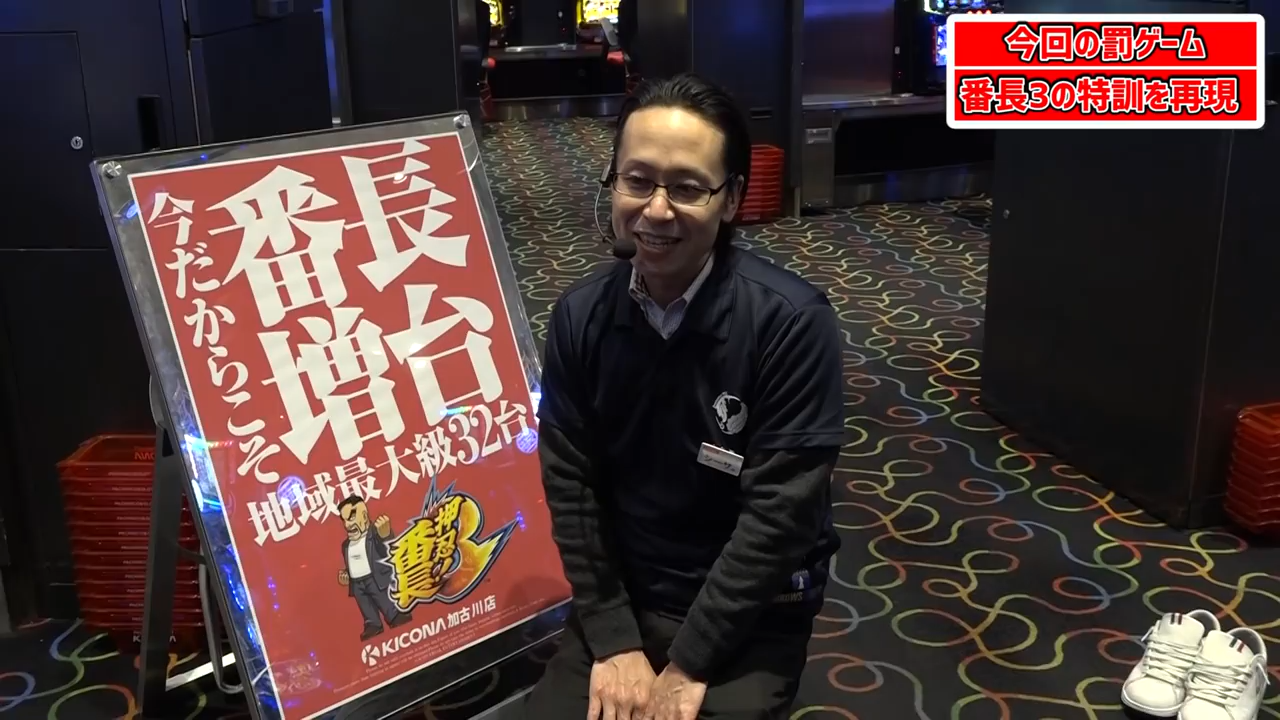 今回の罰ゲーム
番長3の特訓を再現
今だからこそ
番長
増台
地域最大級32台
押忍!
番長
3
KICONA加古川店
KICONA